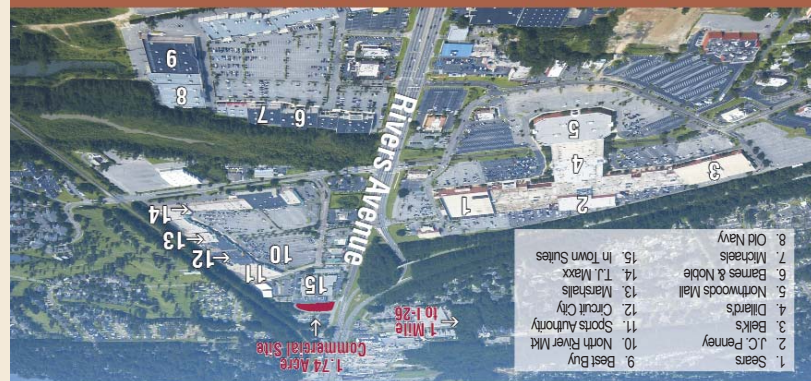 1. Sears
2. J.C. Penney
3. Belk's
4. Dillard's
5. Northwoods Mall
6. Barnes & Noble
7. Michaels
8. Old Navy
9. Best Buy
10. North River Mkt
11. Sports Authority
12. Circuit City
13. Marshalls
14. T.J. Maxx
15. In Town Suites
1.74 Acre
Commercial Site
1 Mile
to I-26
15
11
12
10
13
14
2
1
3
4
5
Rivers Avenue
6
7
8
9